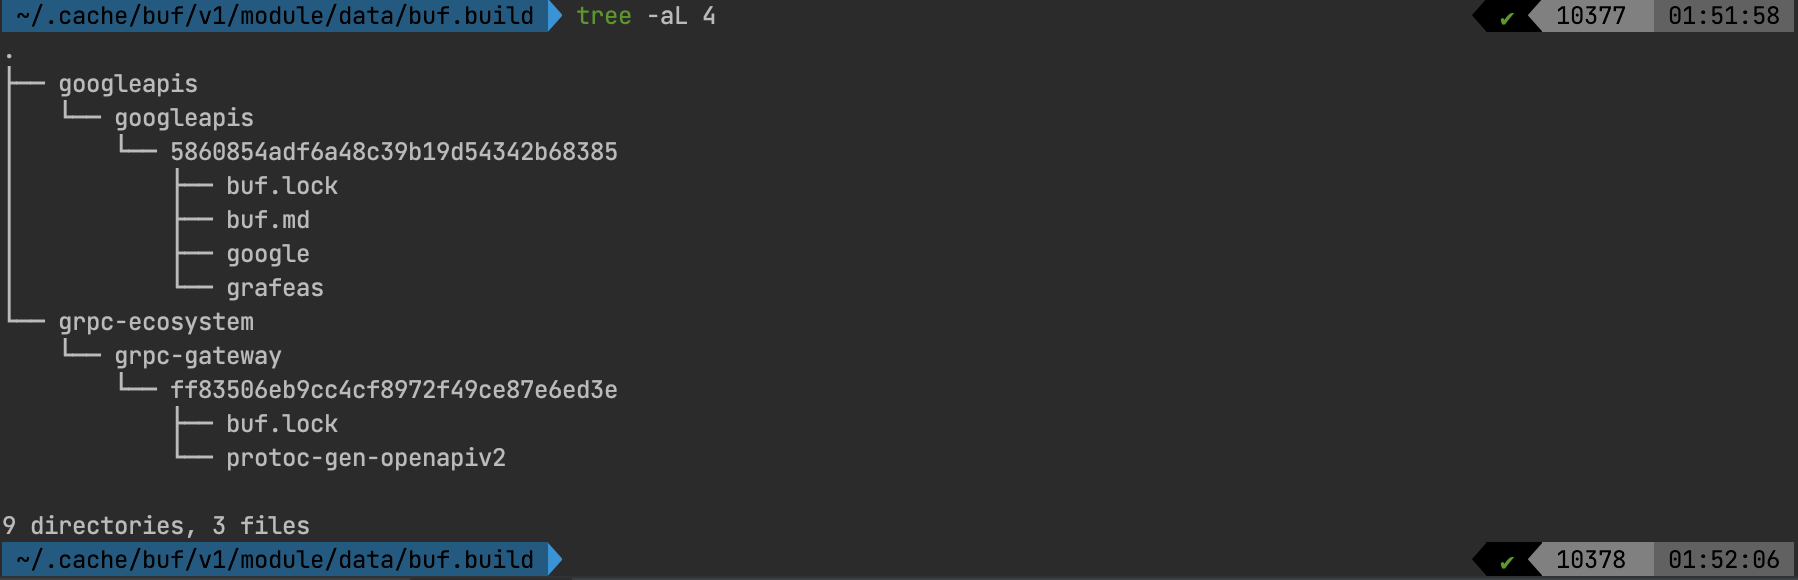 ~/.cache/buf/v1/module/data/buf.build tree -aL 4 ✔ 10377 01:51:58
.
├── googleapis
│   └── googleapis
│       └── 5860854adf6a48c39b19d54342b68385
│           ├── buf.lock
│           ├── buf.md
│           ├── google
│           └── grafeas
└── grpc-ecosystem
    └── grpc-gateway
        └── ff83506eb9cc4cf8972f49ce87e6ed3e
            ├── buf.lock
            └── protoc-gen-openapiv2
9 directories, 3 files
~/.cache/buf/v1/module/data/buf.build ✔ 10378 01:52:06